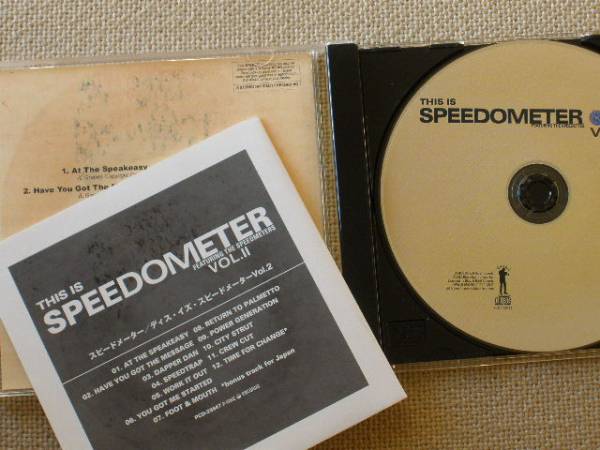 1. At The Speakeasy
2. Have You Got The
THIS IS
SPEEDOMETER
FEATURING THE SPEEDMETERS
VOL.II
スピードメーター/ディス・イズ・スピードメーターVol.2
01. AT THE SPEAKEASY 08. RETURN TO PALMETTO
02. HAVE YOU GOT THE MESSAGE 09. POWER GENERATION
03. DAPPER DAN 10. CITY STRUT
04. SPEEDTRAP 11. CREW CUT
05. WORK IT OUT 12. TIME FOR CHANGE*
06. YOU GOT ME STARTED
07. FOOT & MOUTH *bonus track for Japan
THIS IS
SPEEDOMETER
V